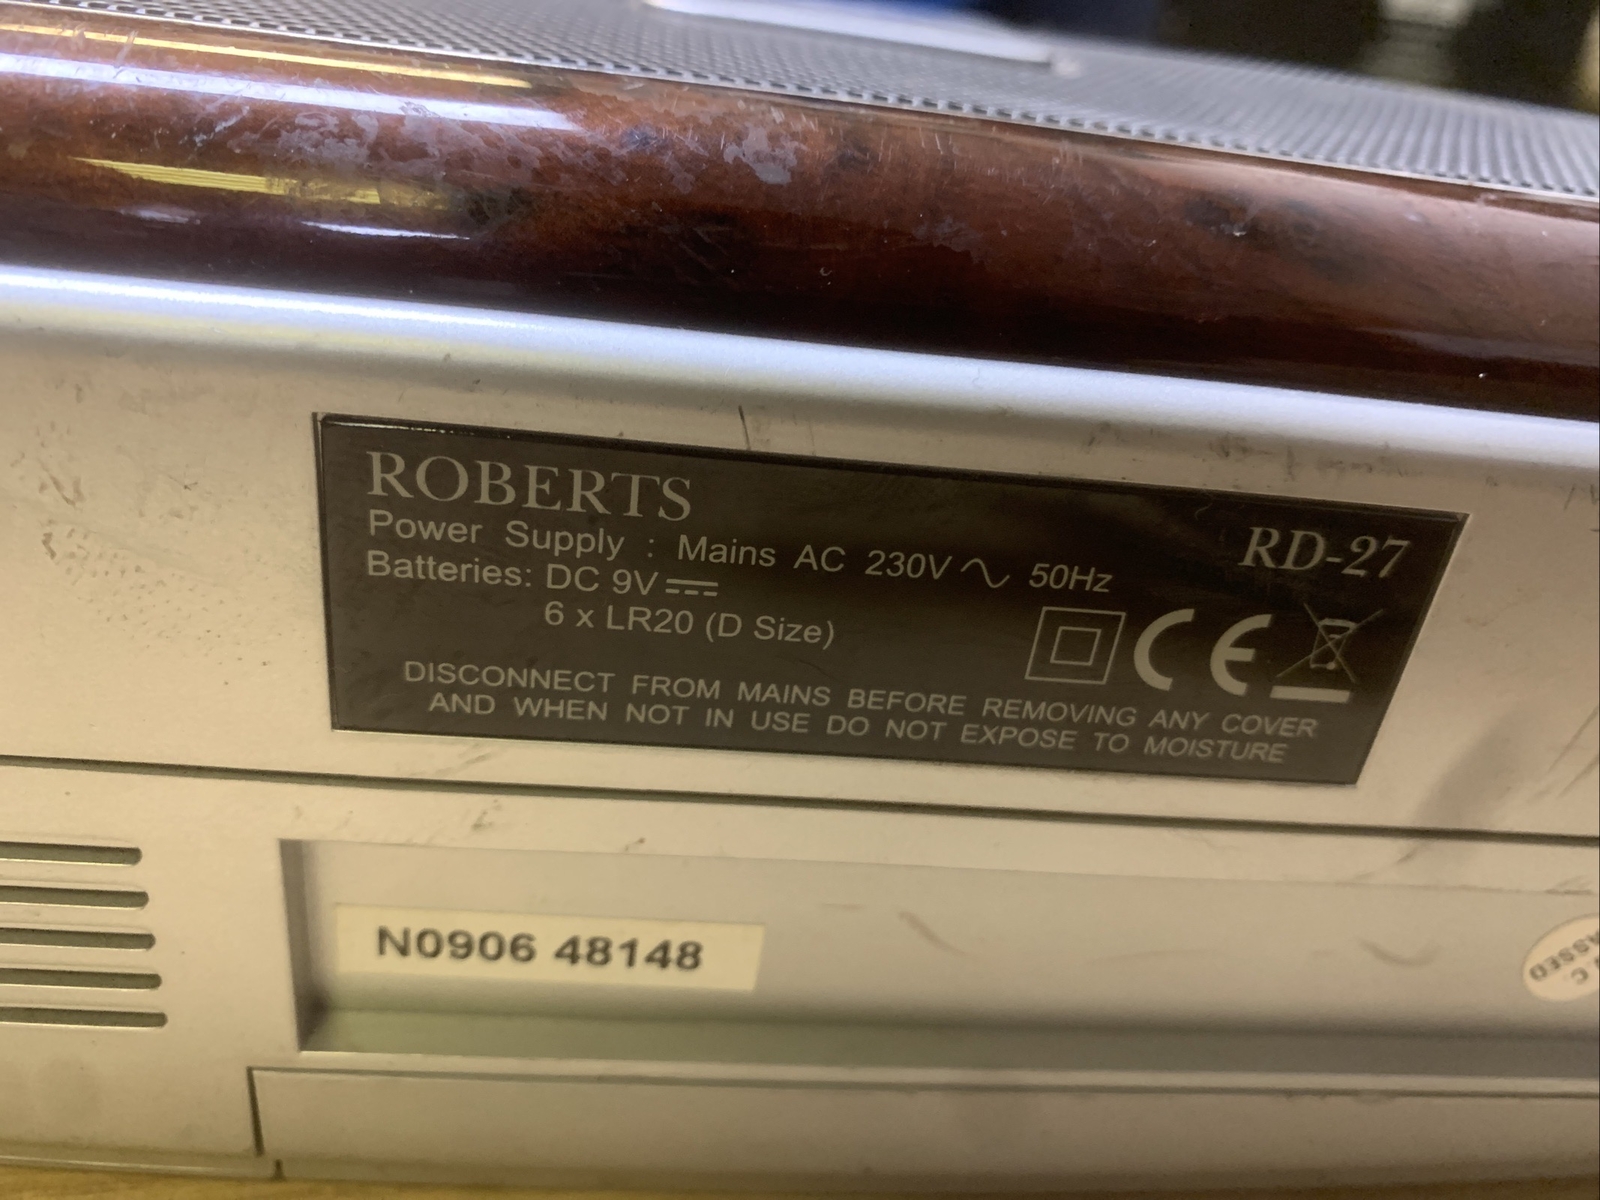 ROBERTS
RD-27
Power Supply : Mains AC 230V 50Hz
Batteries: DC 9V
6 x LR20 (D Size)
CE
DISCONNECT FROM MAINS BEFORE REMOVING ANY COVER
AND WHEN NOT IN USE DO NOT EXPOSE TO MOISTURE
N0906 48148